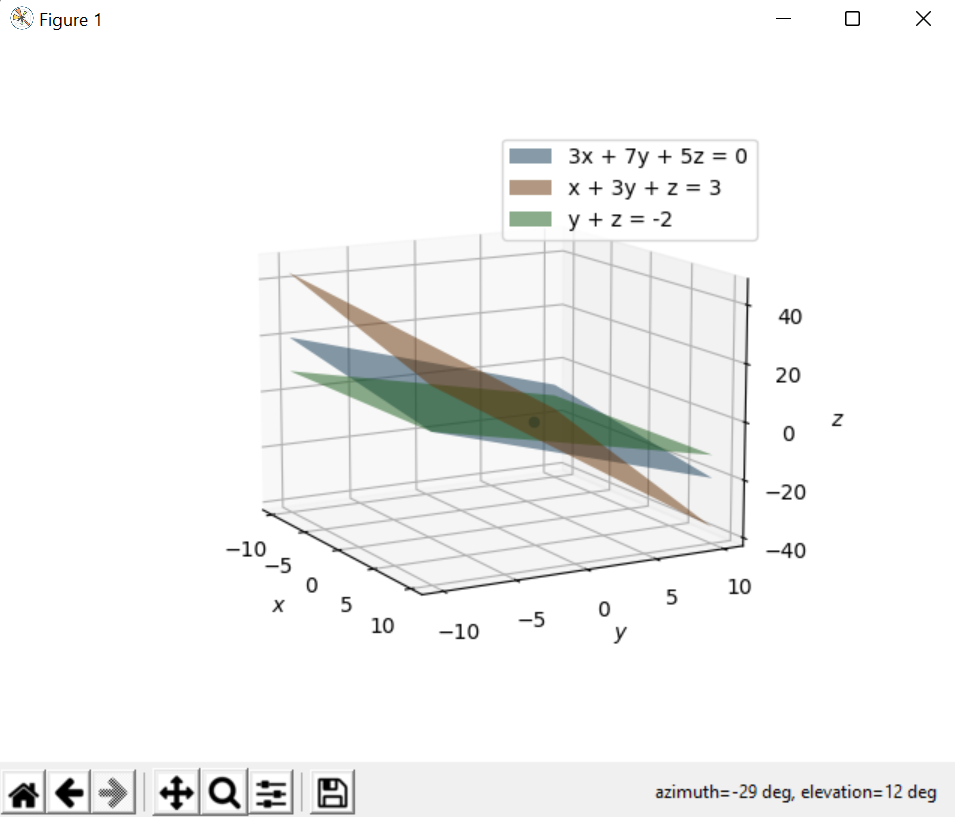 Figure 1
3x + 7y + 5z = 0
x + 3y + z = 3
y + z = -2
40
20
z
0
−20
−40
−10
−5
0
5
10
x
−10
−5
0
5
10
y
azimuth=-29 deg, elevation=12 deg